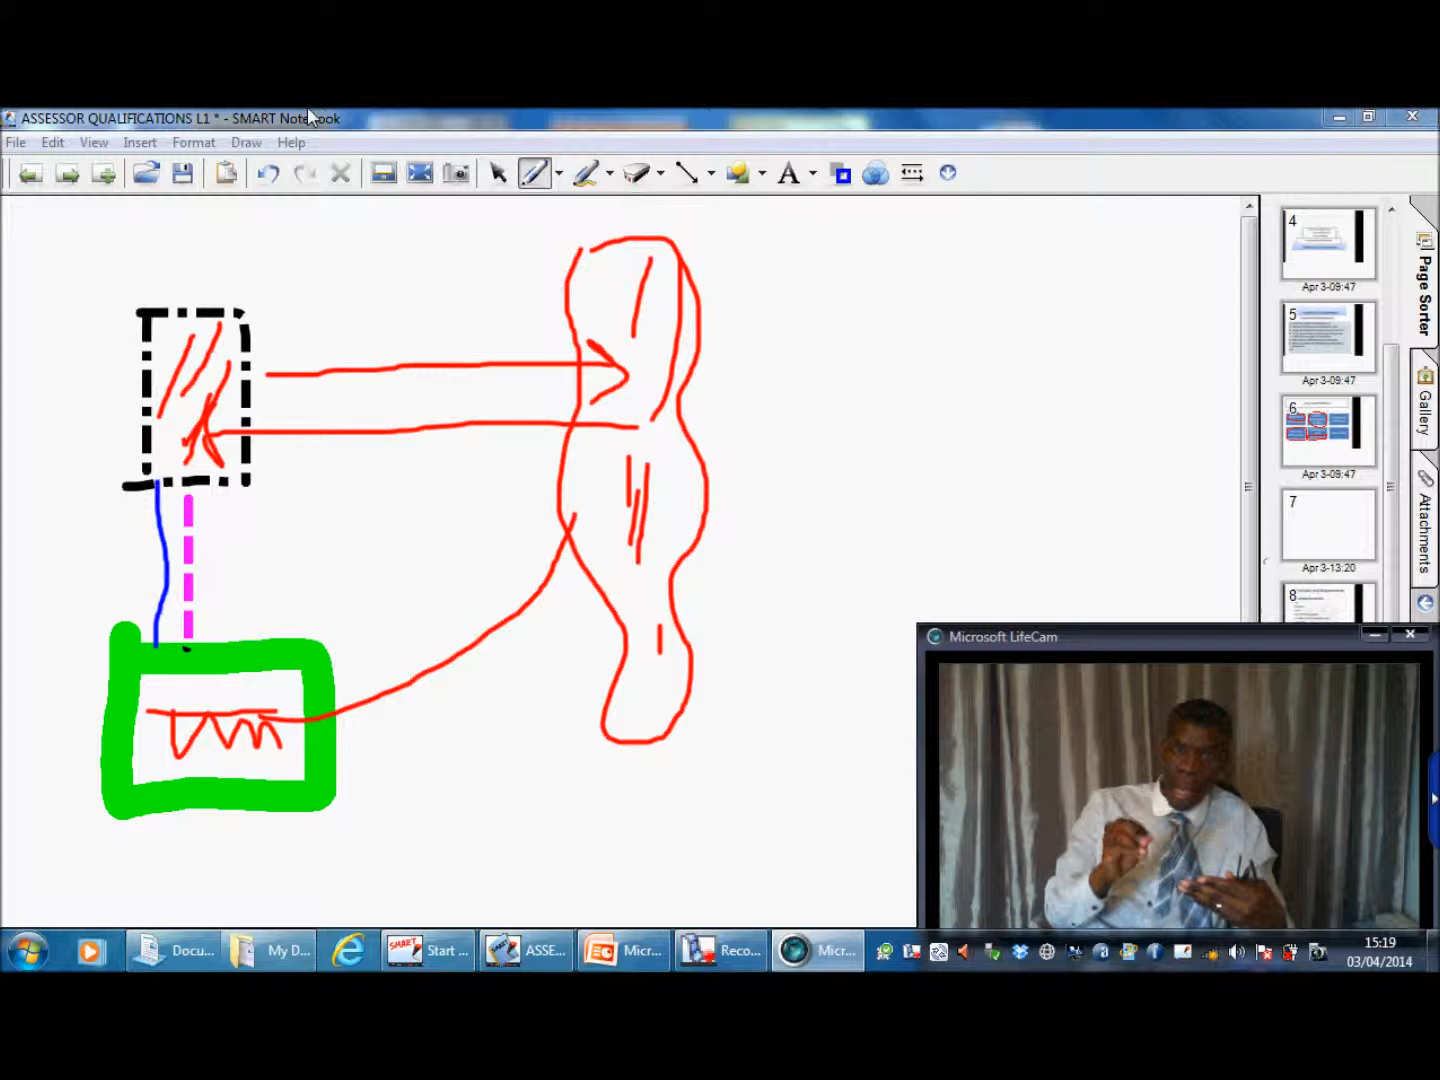 ASSESSOR QUALIFICATIONS L1 * - SMART Notebook
File Edit View Insert Format Draw Help
A
4
Apr 3-09:47
5
Apr 3-09:47
6
Apr 3-09:47
7
Apr 3-13:20
8
Page Sorter
Gallery
Attachments
Microsoft LifeCam
Docu...
My D...
SMART
Start ...
ASSE...
Micr...
Reco...
Micr...
15:19
03/04/2014